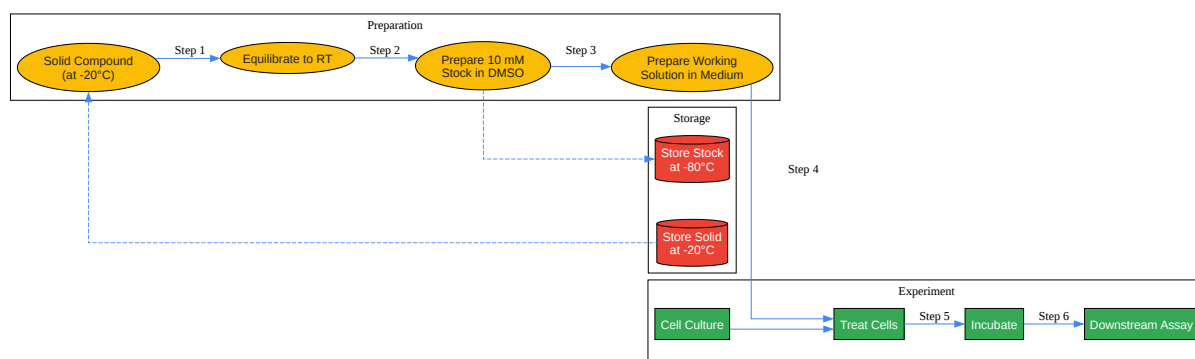 Preparation
Solid Compound
(at -20°C)
Step 1
Equilibrate to RT
Step 2
Prepare 10 mM
Stock in DMSO
Step 3
Prepare Working
Solution in Medium
Storage
Store Stock
at -80°C
Step 4
Store Solid
at -20°C
Experiment
Cell Culture
Treat Cells
Step 5
Incubate
Step 6
Downstream Assay